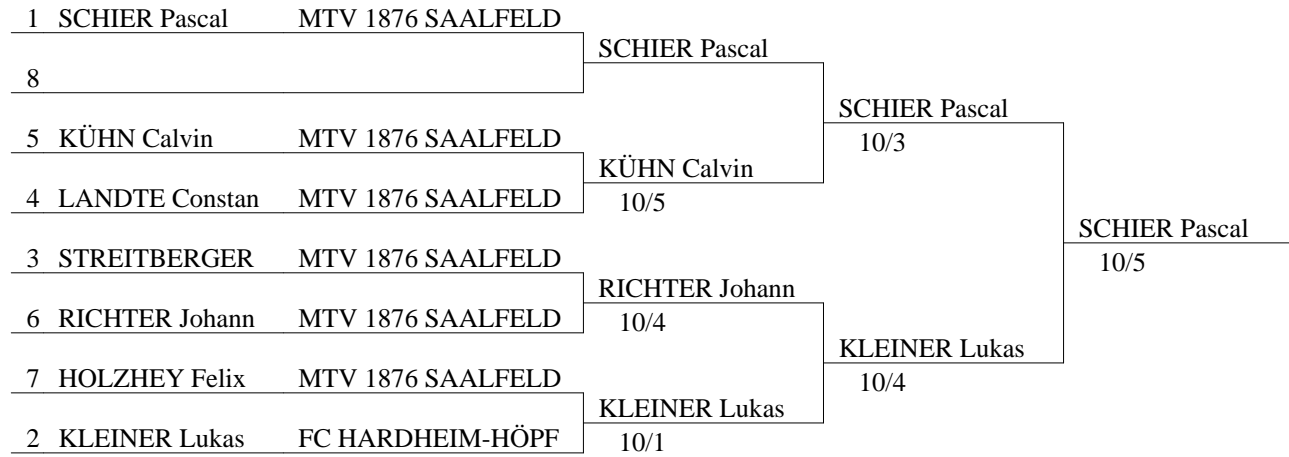 1 SCHIER Pascal MTV 1876 SAALFELD
SCHIER Pascal
8
SCHIER Pascal
10/3
5 KÜHN Calvin MTV 1876 SAALFELD
KÜHN Calvin
10/5
4 LANDTE Constan MTV 1876 SAALFELD
SCHIER Pascal
10/5
3 STREITBERGER MTV 1876 SAALFELD
RICHTER Johann
10/4
6 RICHTER Johann MTV 1876 SAALFELD
KLEINER Lukas
10/4
7 HOLZHEY Felix MTV 1876 SAALFELD
KLEINER Lukas
10/1
2 KLEINER Lukas FC HARDHEIM-HÖPF